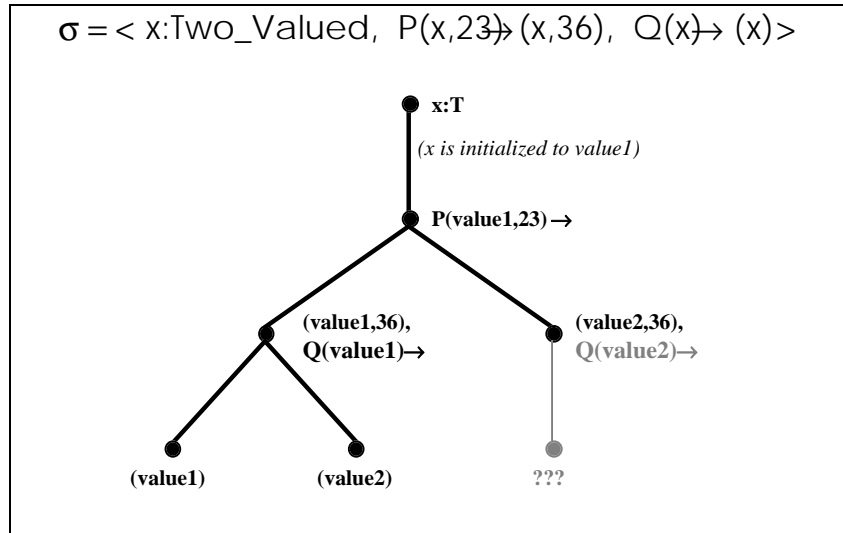 σ = < x:Two_Valued, P(x,23)→(x,36), Q(x)→ (x)>
x:T
(x is initialized to value1)
P(value1,23)→
(value1,36),
Q(value1)→
(value2,36),
Q(value2)→
(value1)
(value2)
???